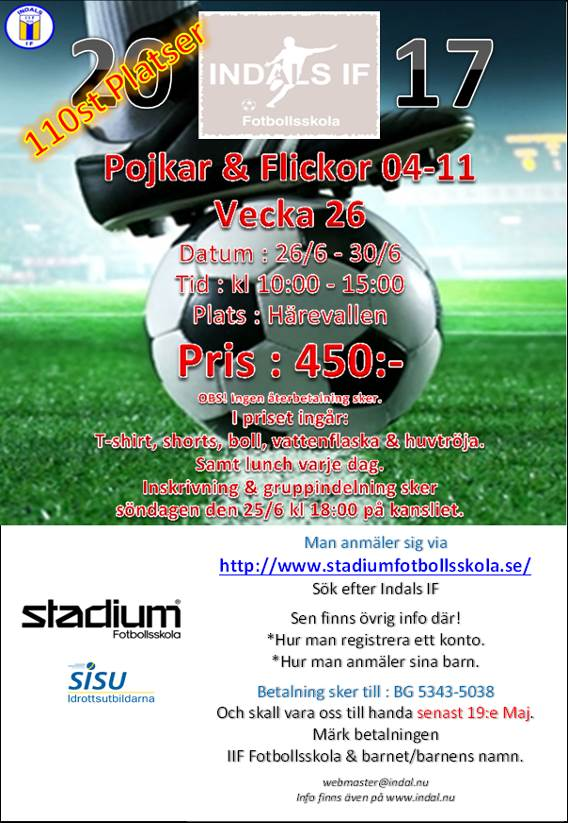 INDALS
I I F
I F
20 17
110st Platser
INDALS IF
Fotbollsskola
Pojkar & Flickor 04-11
Vecka 26
Datum : 26/6 - 30/6
Tid : kl 10:00 - 15:00
Plats : Härevallen
Pris : 450:-
OBS! Ingen återbetalning sker.
I priset ingår:
T-shirt, shorts, boll, vattenflaska & huvtröja.
Samt lunch varje dag.
Inskrivning & gruppindelning sker
söndagen den 25/6 kl 18:00 på kansliet.
Man anmäler sig via
http://www.stadiumfotbollsskola.se/
Sök efter Indals IF
stadium
Fotbollsskola
Sen finns övrig info där!
*Hur man registrera ett konto.
*Hur man anmäler sina barn.
SISU
Idrottsutbildarna
Betalning sker till : BG 5343-5038
Och skall vara oss till handa senast 19:e Maj.
Märk betalningen
IIF Fotbollsskola & barnet/barnens namn.
webmaster@indal.nu
Info finns även på www.indal.nu